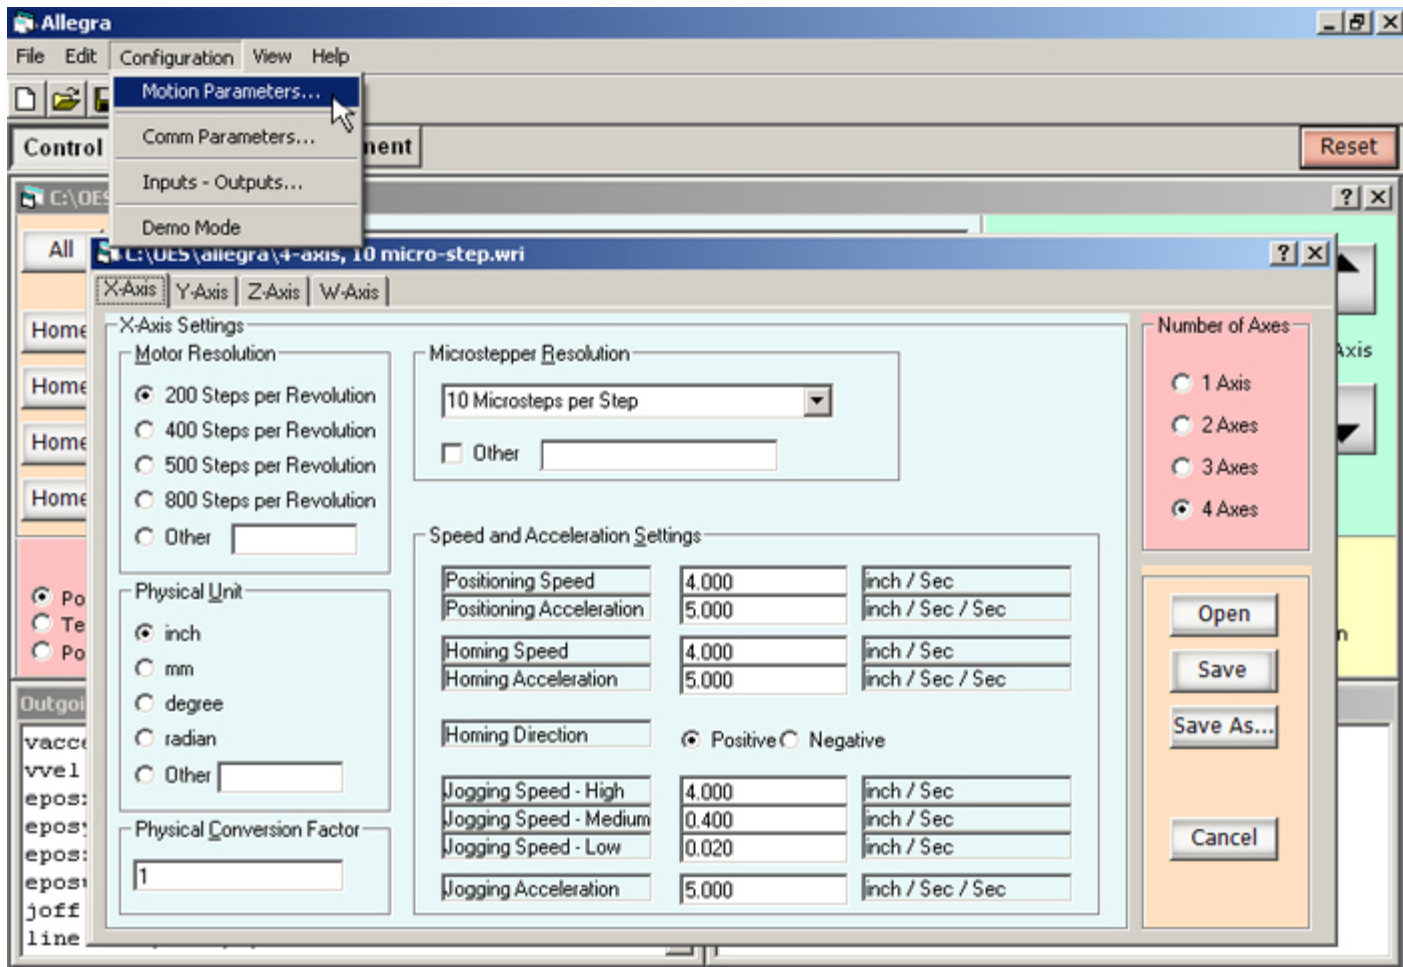 Allegra
File Edit Configuration View Help
Motion Parameters...
Comm Parameters...
Inputs - Outputs...
Demo Mode
Control
Reset
All
C:\OES\allegra\4-axis, 10 micro-step.wri
X-Axis Y-Axis Z-Axis W-Axis
X-Axis Settings
Motor Resolution
200 Steps per Revolution
400 Steps per Revolution
500 Steps per Revolution
800 Steps per Revolution
Other
Physical Unit
inch
mm
degree
radian
Other
Physical Conversion Factor
1
Microstepper Resolution
10 Microsteps per Step
Other
Speed and Acceleration Settings
Positioning Speed 4.000 inch / Sec
Positioning Acceleration 5.000 inch / Sec / Sec
Homing Speed 4.000 inch / Sec
Homing Acceleration 5.000 inch / Sec / Sec
Homing Direction Positive Negative
Jogging Speed - High 4.000 inch / Sec
Jogging Speed - Medium 0.400 inch / Sec
Jogging Speed - Low 0.020 inch / Sec
Jogging Acceleration 5.000 inch / Sec / Sec
Number of Axes
1 Axis
2 Axes
3 Axes
4 Axes
Open
Save
Save As...
Cancel
Home
Home
Home
Home
Axis
vvel
joff
line